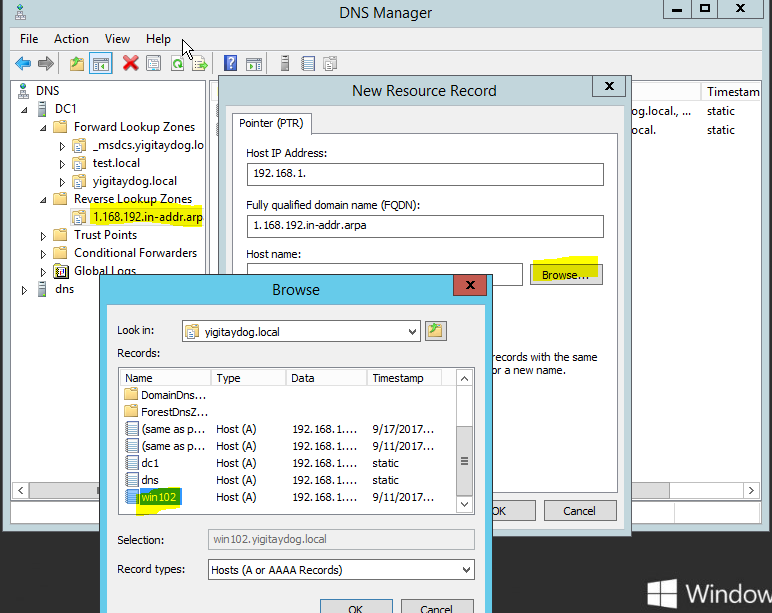 DNS Manager
File Action View Help
DNS
DC1
Forward Lookup Zones
_msdcs.yigitaydog.lo
test.local
yigitaydog.local
Reverse Lookup Zones
1.168.192.in-addr.arp
Trust Points
Conditional Forwarders
Global Logs
dns
Timestam
og.local., ... static
ocal. static
New Resource Record
Pointer (PTR)
Host IP Address:
192.168.1.
Fully qualified domain name (FQDN):
1.168.192.in-addr.arpa
Host name:
Browse...
records with the same
or a new name.
OK Cancel
Browse
Look in: yigitaydog.local
Records:
Name Type Data Timestamp
DomainDns...
ForestDnsZ...
(same as p... Host (A) 192.168.1.... 9/17/2017...
(same as p... Host (A) 192.168.1.... 9/11/2017...
dc1 Host (A) 192.168.1.... static
dns Host (A) 192.168.1.... static
win102 Host (A) 192.168.1.... 9/11/2017...
Selection: win102.yigitaydog.local
Record types: Hosts (A or AAAA Records)
OK Cancel
Window